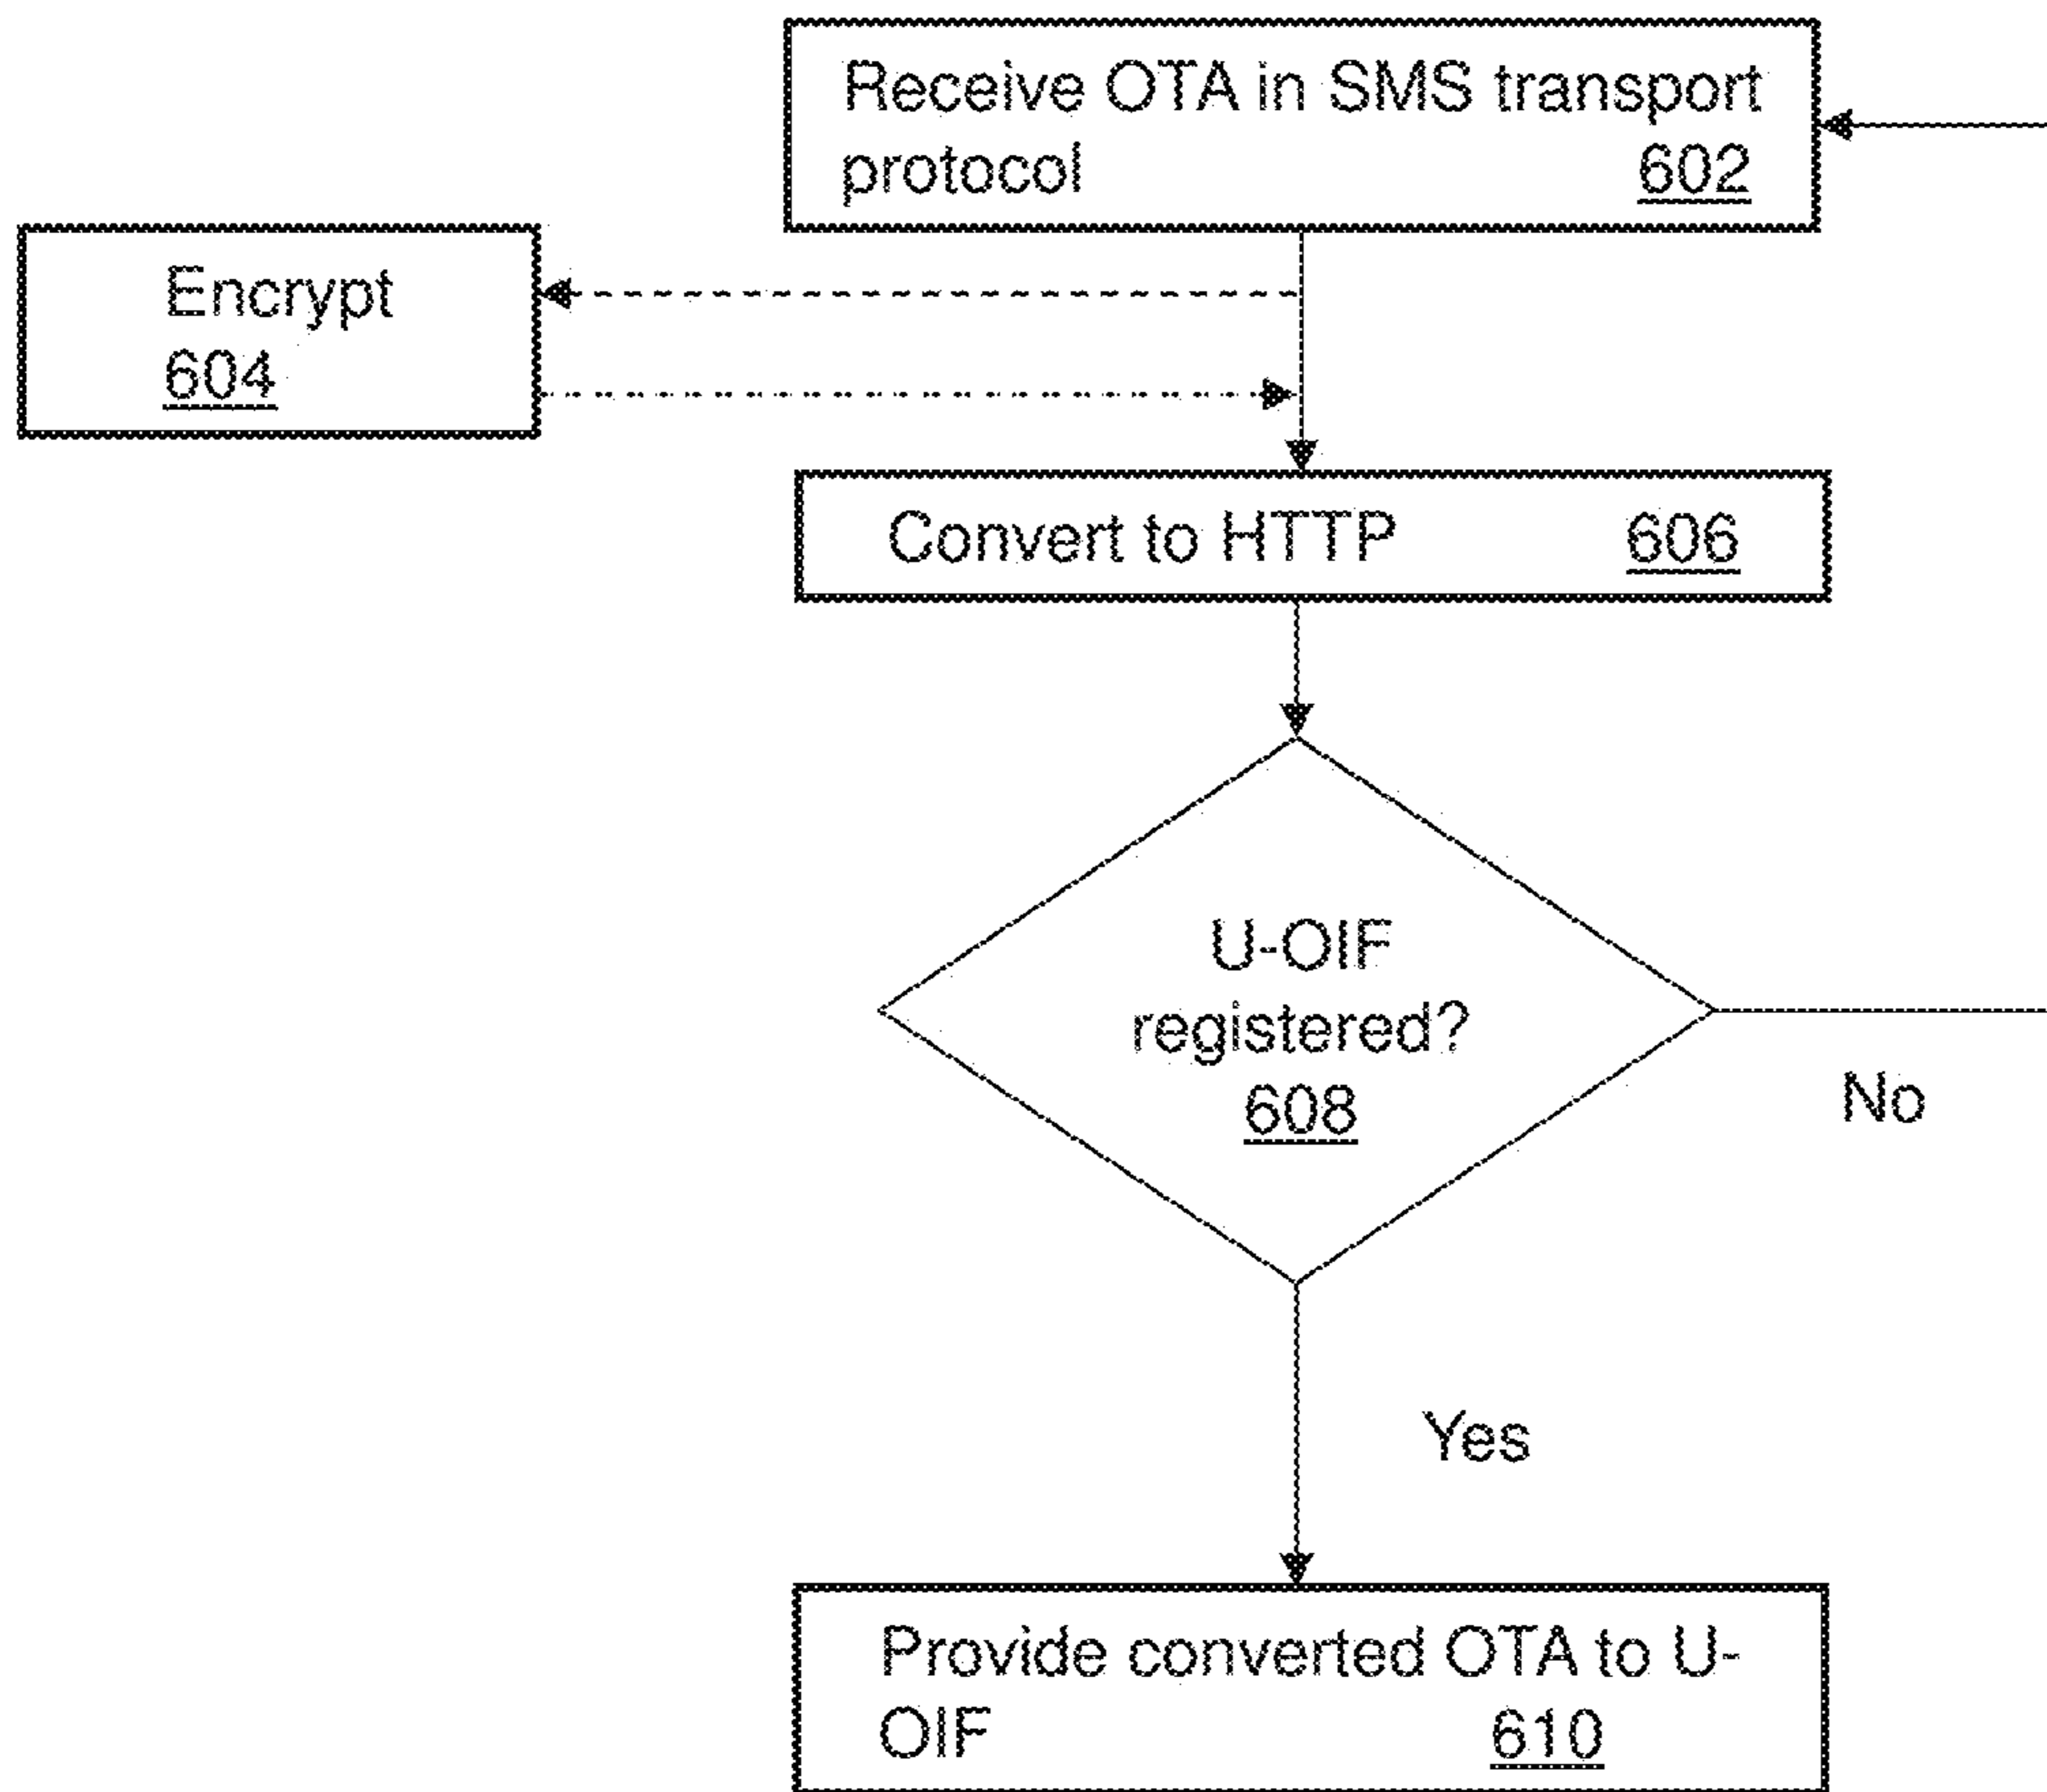 Receive OTA in SMS transport
protocol 602
Encrypt
604
Convert to HTTP 606
U-OIF
registered?
608
No
Yes
Provide converted OTA to U-
OIF 610